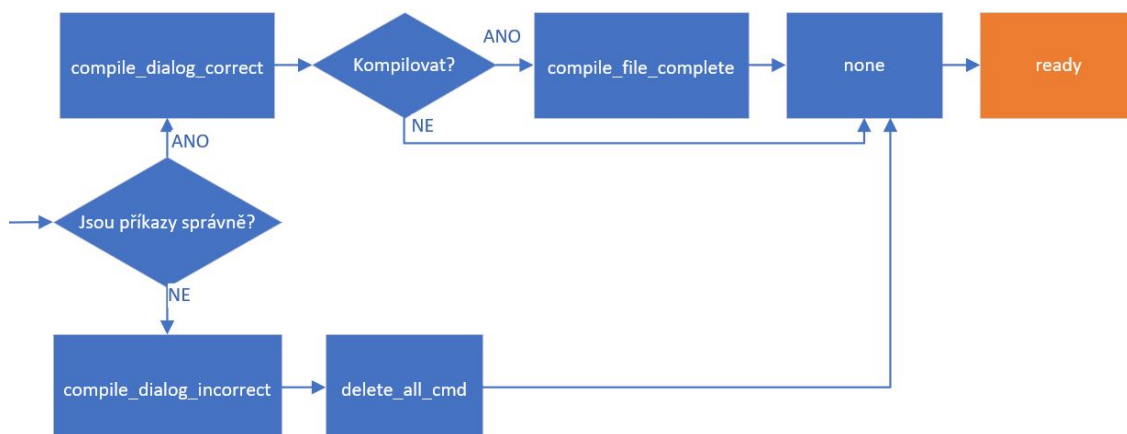 compile_dialog_correct
Kompilovat?
ANO
compile_file_complete
none
ready
NE
ANO
Jsou příkazy správně?
NE
compile_dialog_incorrect
delete_all_cmd